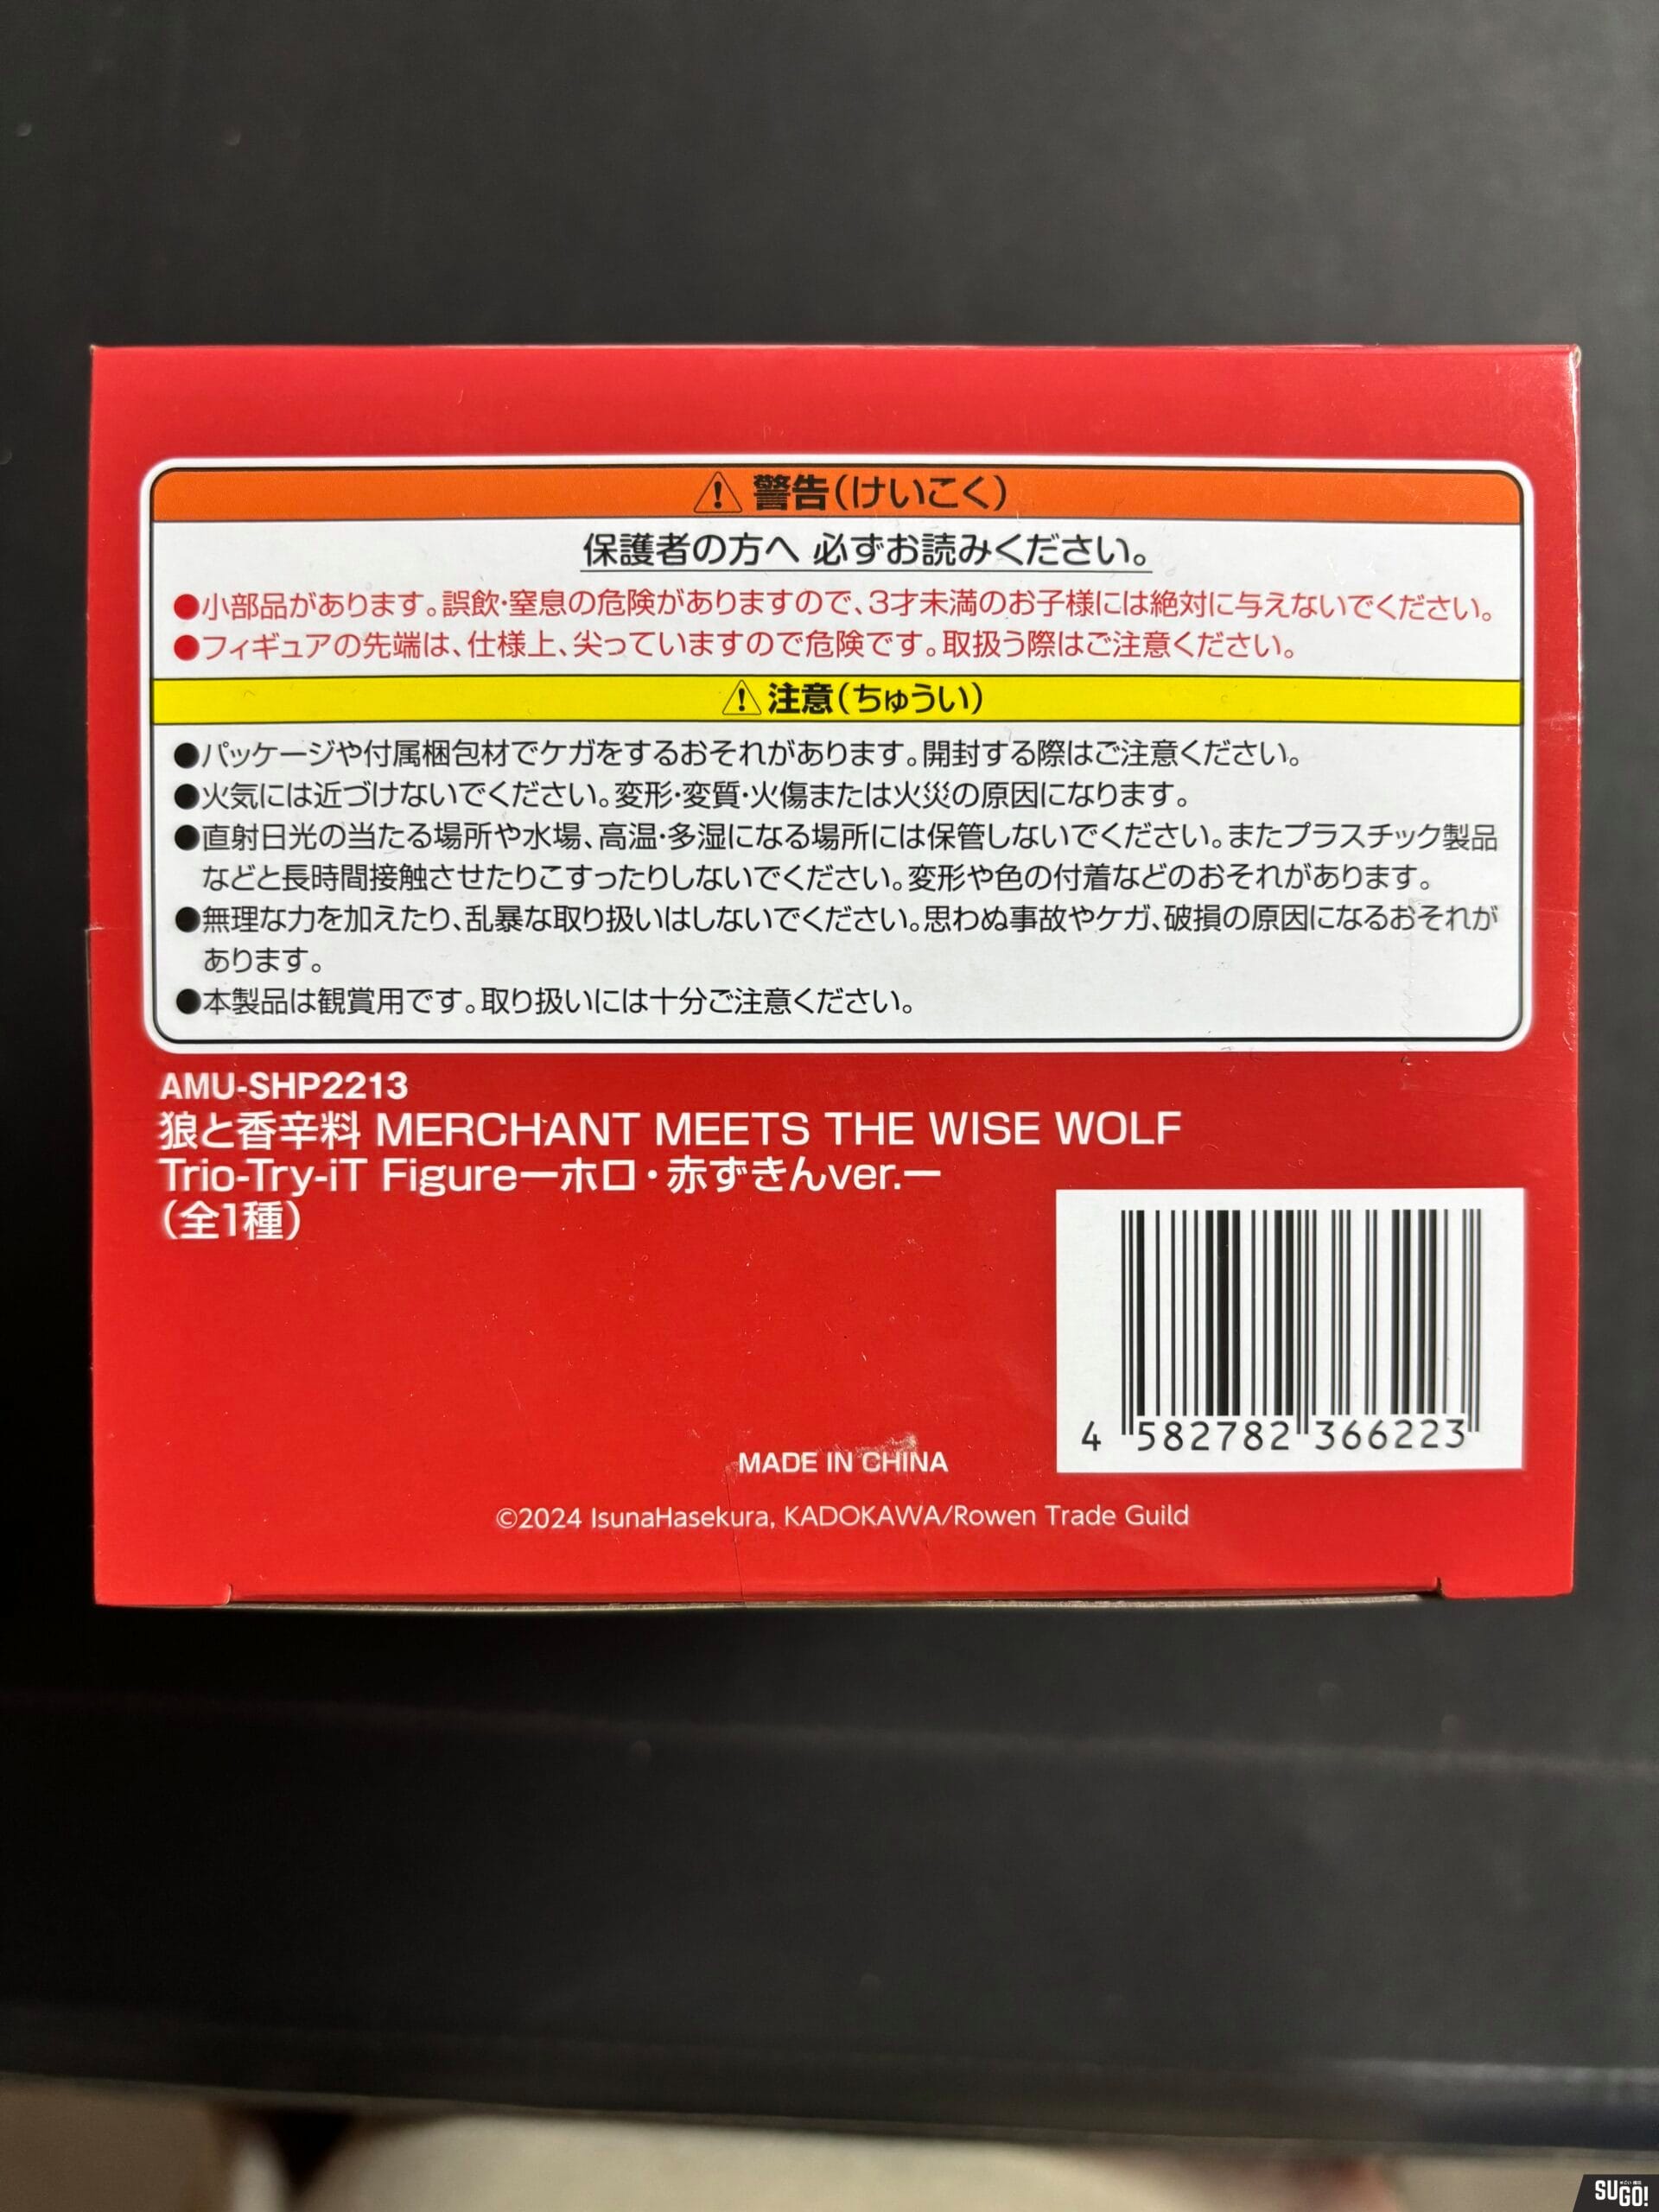 ⚠ 警告(けいこく)
保護者の方へ 必ずお読みください。
●小部品があります。誤飲・窒息の危険がありますので、3才未満のお子様には絶対に与えないでください。
●フィギュアの先端は、仕様上、尖っていますので危険です。取扱う際はご注意ください。
⚠ 注意(ちゅうい)
●パッケージや付属梱包材でケガをするおそれがあります。開封する際はご注意ください。
●火気には近づけないでください。変形・変質・火傷または火災の原因になります。
●直射日光の当たる場所や水場、高温・多湿になる場所には保管しないでください。またプラスチック製品
などと長時間接触させたりこすったりしないでください。変形や色の付着などのおそれがあります。
●無理な力を加えたり、乱暴な取り扱いはしないでください。思わぬ事故やケガ、破損の原因になるおそれが
あります。
●本製品は観賞用です。取り扱いには十分ご注意ください。
AMU-SHP2213
狼と香辛料 MERCHANT MEETS THE WISE WOLF
Trio-Try-iT Figureーホロ・赤ずきんver.ー
(全1種)
4 582782 366223
MADE IN CHINA
©2024 IsunaHasekura, KADOKAWA/Rowen Trade Guild
SUGO!